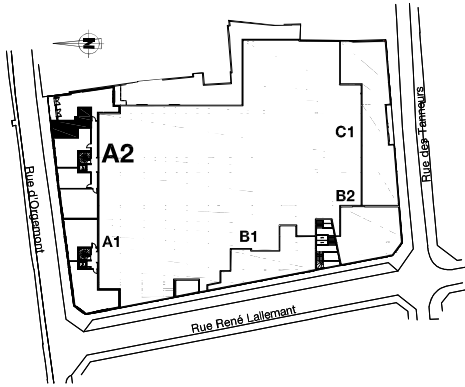 N
Rue d'Orgemont
A2
C1
Rue des Tanneurs
B2
A1
B1
Rue René Lallemant